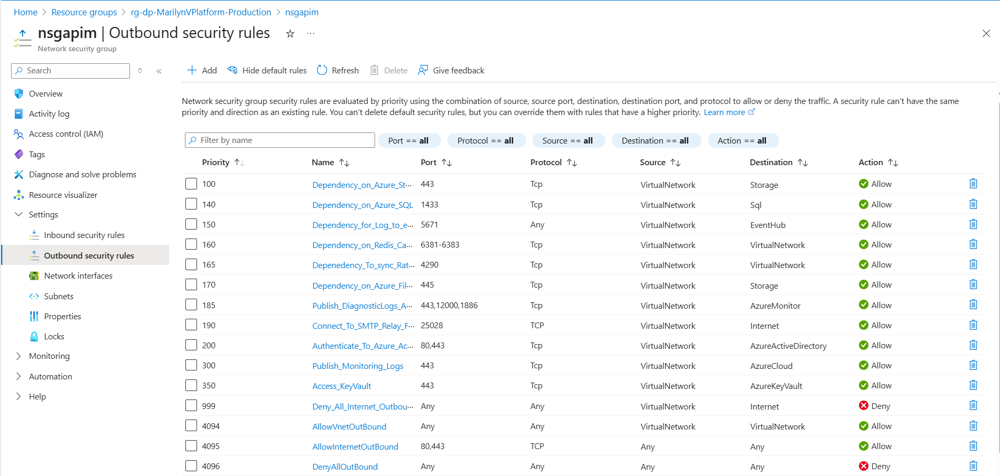 Home > Resource groups > rg-dp-MarilynVPlatform-Production > nsgapim
nsgapim | Outbound security rules ☆ ...
Network security group
Search
Add Hide default rules Refresh Delete Give feedback
Overview
Activity log
Access control (IAM)
Tags
Diagnose and solve problems
Resource visualizer
Settings
Inbound security rules
Outbound security rules
Network interfaces
Subnets
Properties
Locks
Monitoring
Automation
Help
Network security group security rules are evaluated by priority using the combination of source, source port, destination, destination port, and protocol to allow or deny the traffic. A security rule can't have the same
priority and direction as an existing rule. You can't delete default security rules, but you can override them with rules that have a higher priority. Learn more
Filter by name Port == all Protocol == all Source == all Destination == all Action == all
Priority ↑↓ Name ↑↓ Port ↑↓ Protocol ↑↓ Source ↑↓ Destination ↑↓ Action ↑↓
100 Dependency_on_Azure_St... 443 Tcp VirtualNetwork Storage Allow
140 Dependency_on_Azure_SQL 1433 Tcp VirtualNetwork Sql Allow
150 Dependency_for_Log_to_e... 5671 Any VirtualNetwork EventHub Allow
160 Dependency_on_Redis_Ca... 6381-6383 Tcp VirtualNetwork VirtualNetwork Allow
165 Depenedency_To_sync_Rat... 4290 Tcp VirtualNetwork VirtualNetwork Allow
170 Dependency_on_Azure_Fil... 445 Tcp VirtualNetwork Storage Allow
185 Publish_DiagnosticLogs_A... 443,12000,1886 Tcp VirtualNetwork AzureMonitor Allow
190 Connect_To_SMTP_Relay_F... 25028 TCP VirtualNetwork Internet Allow
200 Authenticate_To_Azure_Ac... 80,443 Tcp VirtualNetwork AzureActiveDirectory Allow
300 Publish_Monitoring_Logs 443 Tcp VirtualNetwork AzureCloud Allow
350 Access_KeyVault 443 Tcp VirtualNetwork AzureKeyVault Allow
999 Deny_All_Internet_Outbou... Any Any VirtualNetwork Internet Deny
4094 AllowVnetOutBound Any Any VirtualNetwork VirtualNetwork Allow
4095 AllowInternetOutBound 80,443 TCP Any Any Allow
4096 DenyAllOutBound Any Any Any Any Deny